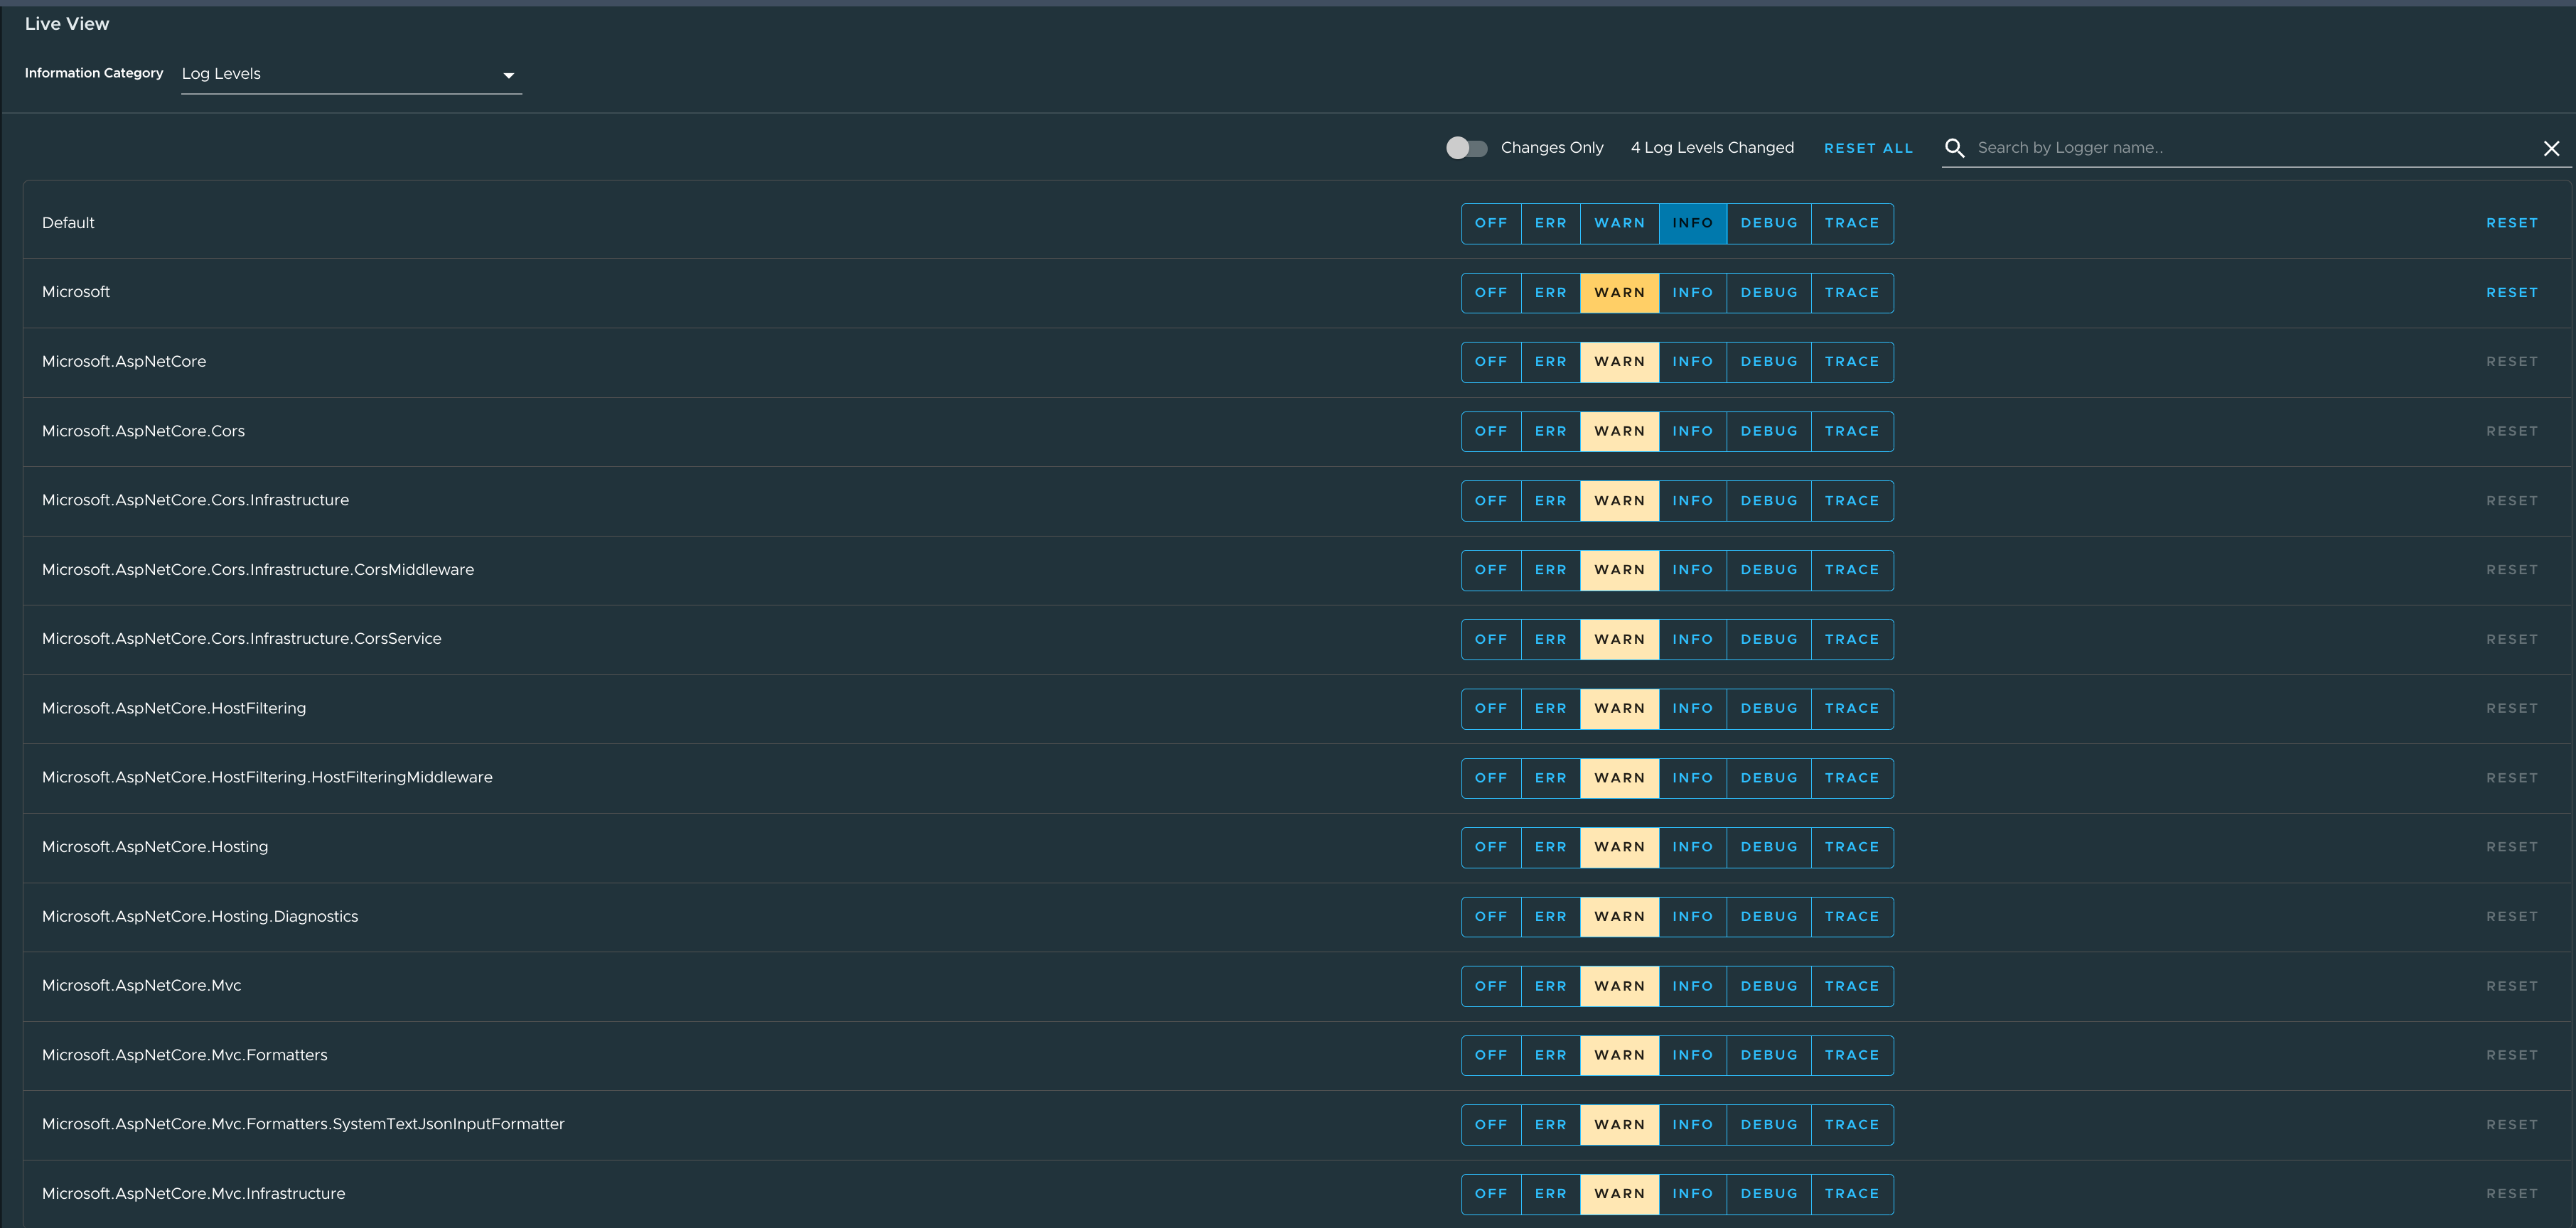 Live View
Information Category Log Levels
Changes Only 4 Log Levels Changed RESET ALL Search by Logger name..
Default OFF ERR WARN INFO DEBUG TRACE RESET
Microsoft OFF ERR WARN INFO DEBUG TRACE RESET
Microsoft.AspNetCore OFF ERR WARN INFO DEBUG TRACE RESET
Microsoft.AspNetCore.Cors OFF ERR WARN INFO DEBUG TRACE RESET
Microsoft.AspNetCore.Cors.Infrastructure OFF ERR WARN INFO DEBUG TRACE RESET
Microsoft.AspNetCore.Cors.Infrastructure.CorsMiddleware OFF ERR WARN INFO DEBUG TRACE RESET
Microsoft.AspNetCore.Cors.Infrastructure.CorsService OFF ERR WARN INFO DEBUG TRACE RESET
Microsoft.AspNetCore.HostFiltering OFF ERR WARN INFO DEBUG TRACE RESET
Microsoft.AspNetCore.HostFiltering.HostFilteringMiddleware OFF ERR WARN INFO DEBUG TRACE RESET
Microsoft.AspNetCore.Hosting OFF ERR WARN INFO DEBUG TRACE RESET
Microsoft.AspNetCore.Hosting.Diagnostics OFF ERR WARN INFO DEBUG TRACE RESET
Microsoft.AspNetCore.Mvc OFF ERR WARN INFO DEBUG TRACE RESET
Microsoft.AspNetCore.Mvc.Formatters OFF ERR WARN INFO DEBUG TRACE RESET
Microsoft.AspNetCore.Mvc.Formatters.SystemTextJsonInputFormatter OFF ERR WARN INFO DEBUG TRACE RESET
Microsoft.AspNetCore.Mvc.Infrastructure OFF ERR WARN INFO DEBUG TRACE RESET